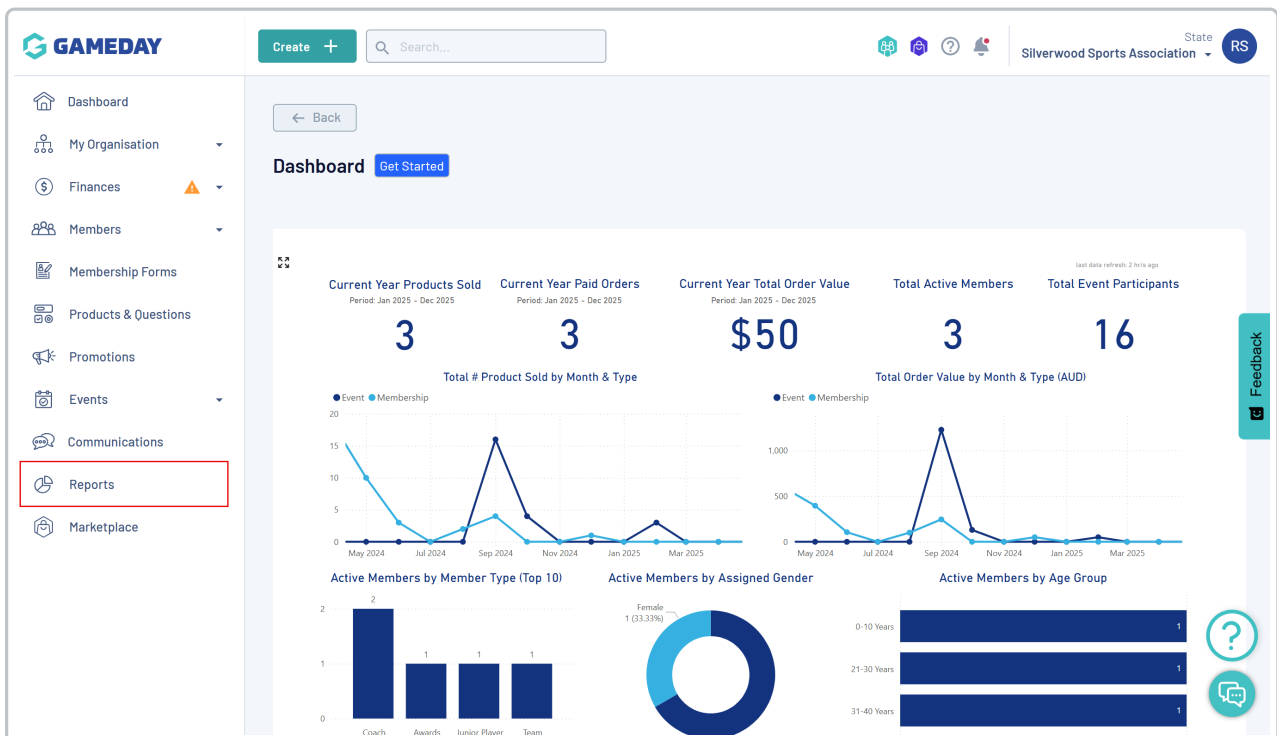 GAMEDAY
Create +
Search...
State
Silverwood Sports Association
RS
Dashboard
My Organisation
Finances
Members
Membership Forms
Products & Questions
Promotions
Events
Communications
Reports
Marketplace
← Back
Dashboard Get Started
last data refresh: 2 hr/s ago
Current Year Products Sold
Period: Jan 2025 - Dec 2025
3
Current Year Paid Orders
Period: Jan 2025 - Dec 2025
3
Current Year Total Order Value
Period: Jan 2025 - Dec 2025
$50
Total Active Members
3
Total Event Participants
16
Total # Product Sold by Month & Type
Event Membership
20
15
10
5
0
May 2024 Jul 2024 Sep 2024 Nov 2024 Jan 2025 Mar 2025
Total Order Value by Month & Type (AUD)
Event Membership
1,000
500
0
May 2024 Jul 2024 Sep 2024 Nov 2024 Jan 2025 Mar 2025
Active Members by Member Type (Top 10)
2
1
0
2
1
1
1
Coach Awards Junior Player Team
Active Members by Assigned Gender
Female
1 (33.33%)
Active Members by Age Group
0-10 Years 1
21-30 Years 1
31-40 Years 1
Feedback
?